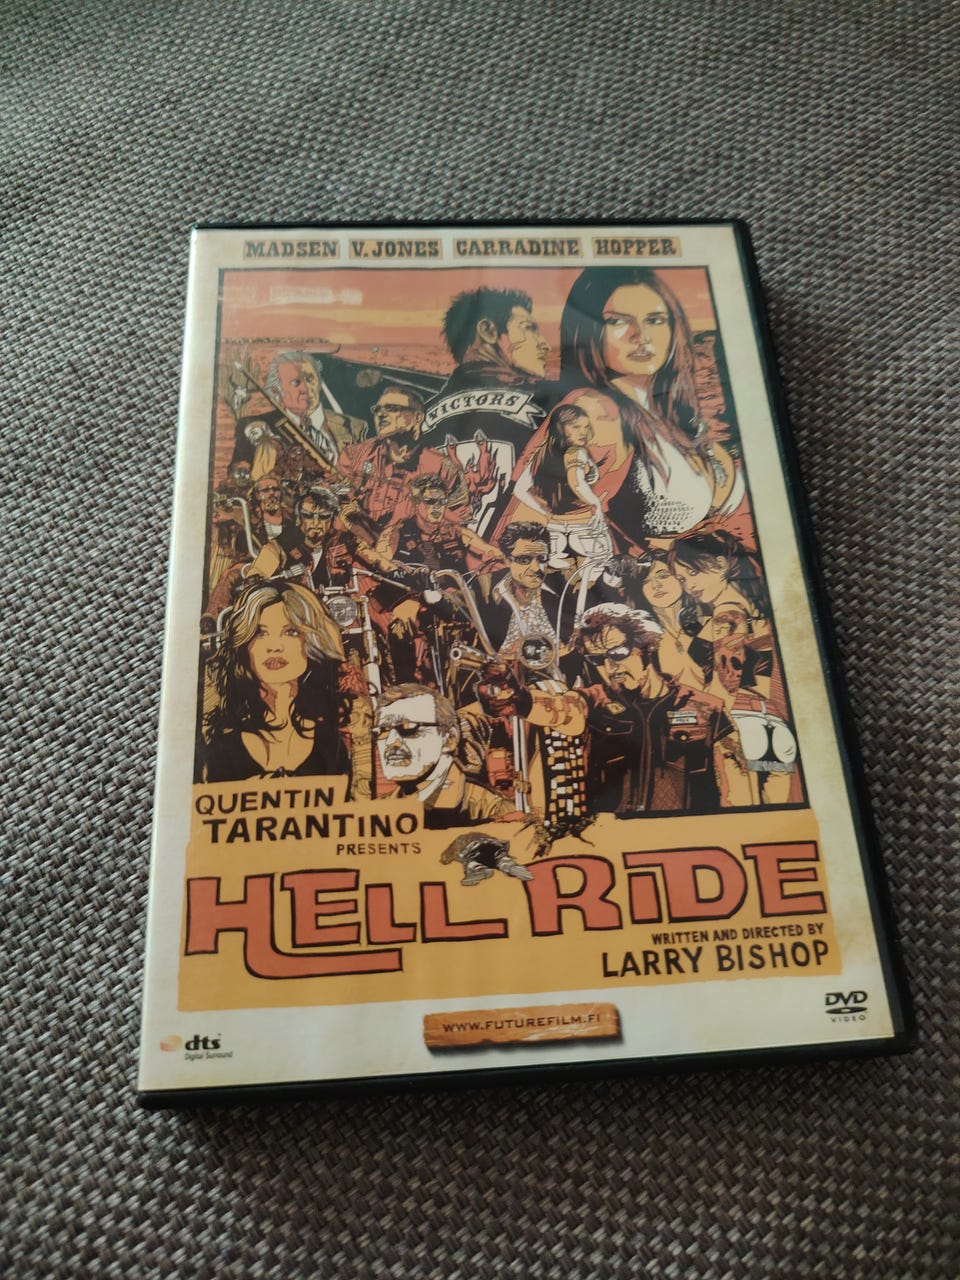 MADSEN V. JONES CARRADINE HOPPER
VICTORS
QUENTIN
TARANTINO
PRESENTS
HELL RIDE
WRITTEN AND DIRECTED BY
LARRY BISHOP
WWW.FUTUREFILM.FI
dts
Digital Surround
DVD
VIDEO